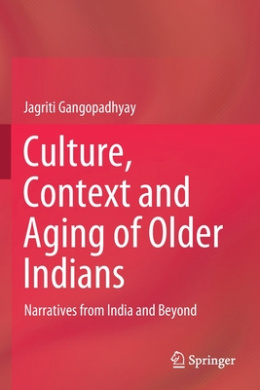 Jagriti Gangopadhyay
Culture,
Context and
Aging of Older
Indians
Narratives from India and Beyond
Springer